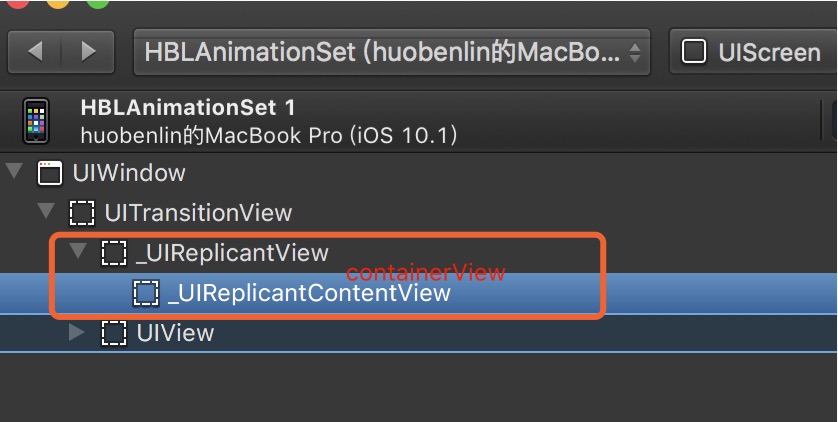 HBLAnimationSet (huobenlin的MacBo...
UIScreen
HBLAnimationSet 1
huobenlin的MacBook Pro (iOS 10.1)
UIWindow
UITransitionView
_UIReplicantView
containerView
_UIReplicantContentView
UIView